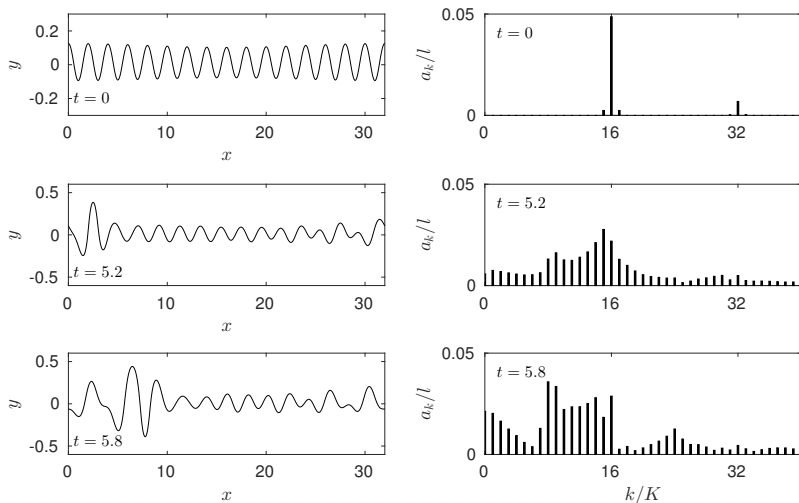 0.2
0
-0.2
y
t = 0
0 10 20 30
x
0.05
0
a_k/l
t = 0
0 16 32
0.5
0
-0.5
y
t = 5.2
0 10 20 30
x
0.05
0
a_k/l
t = 5.2
0 16 32
0.5
0
-0.5
y
t = 5.8
0 10 20 30
x
0.05
0
a_k/l
t = 5.8
0 16 32
k/K